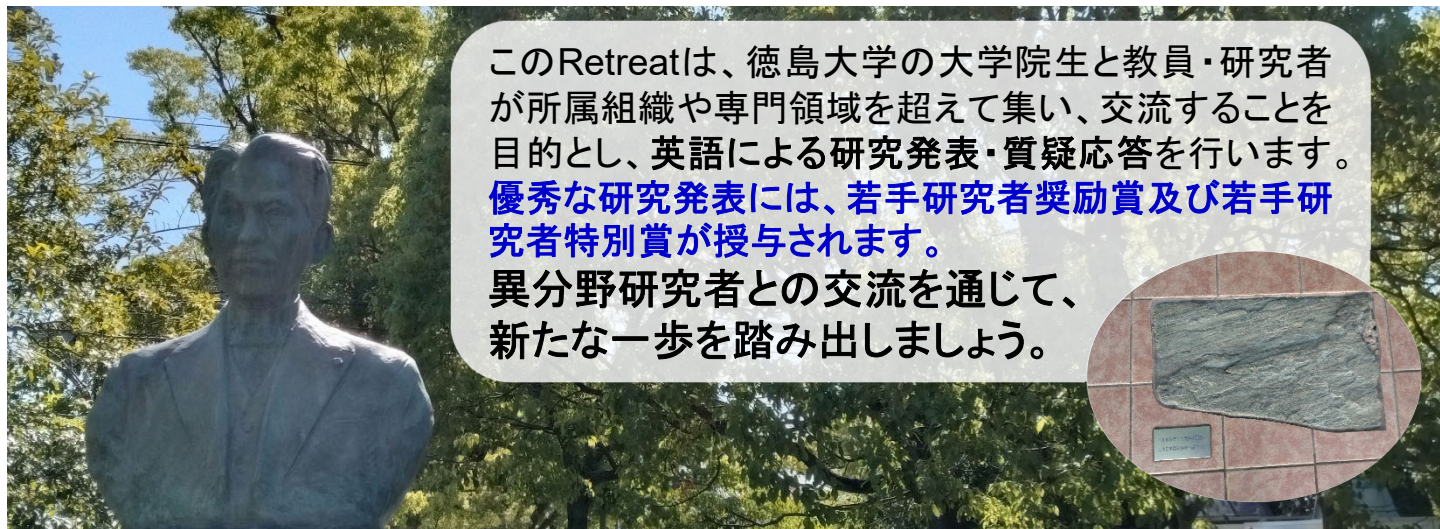 このRetreatは、徳島大学の大学院生と教員・研究者
が所属組織や専門領域を超えて集い、交流することを
目的とし、英語による研究発表・質疑応答を行います。
優秀な研究発表には、若手研究者奨励賞及び若手研
究者特別賞が授与されます。
異分野研究者との交流を通じて、
新たな一歩を踏み出しましょう。